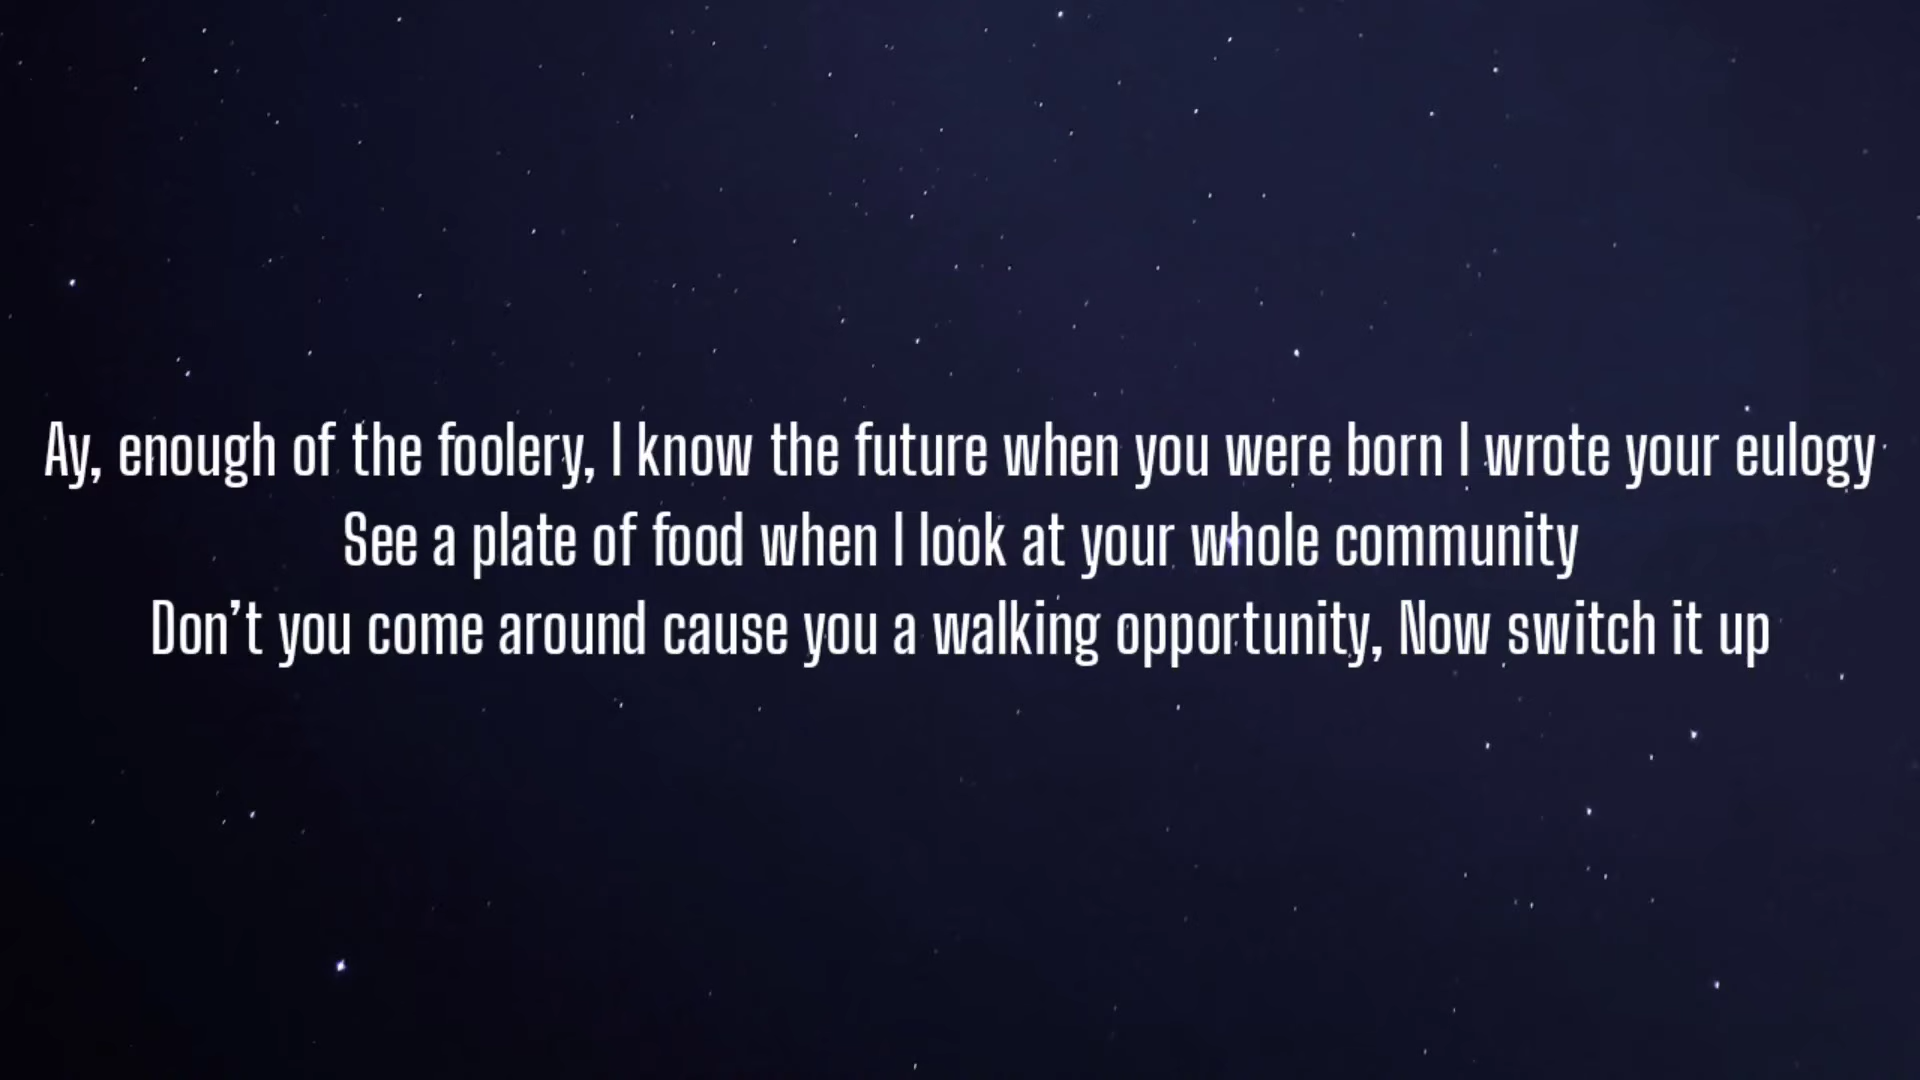 Ay, enough of the foolery, I know the future when you were born I wrote your eulogy
See a plate of food when I look at your whole community
Don’t you come around cause you a walking opportunity, Now switch it up